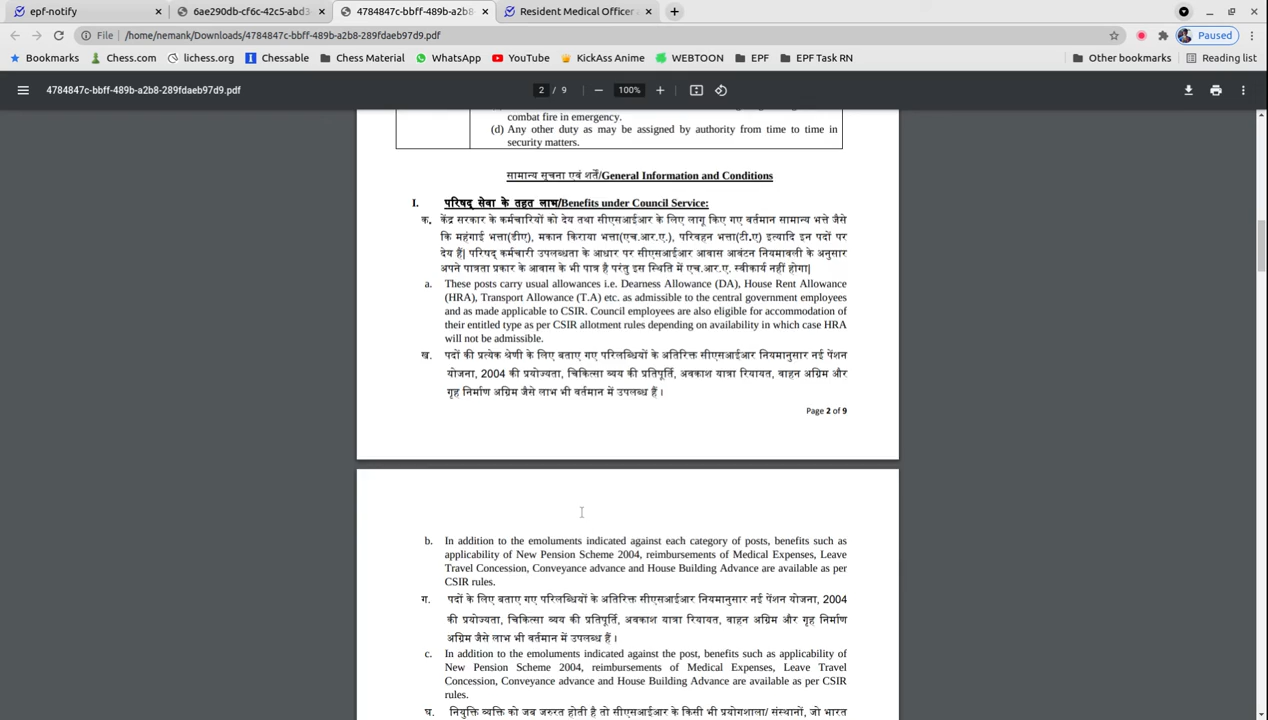 epf-notify
6ae290db-cf6c-42c5-abd3
4784847c-bbff-489b-a2b8
Resident Medical Officer
File | /home/nemank/Downloads/4784847c-bbff-489b-a2b8-289fdaeb97d9.pdf
Paused
Bookmarks Chess.com lichess.org Chessable Chess Material WhatsApp YouTube KickAss Anime WEBTOON EPF EPF Task RN Other bookmarks Reading list
4784847c-bbff-489b-a2b8-289fdaeb97d9.pdf 2 / 9 100%
combat fire in emergency.
(d) Any other duty as may be assigned by authority from time to time in
security matters.
सामान्य सूचना एवं शर्तें/General Information and Conditions
I. परिषद् सेवा के तहत लाभ/Benefits under Council Service:
क. केंद्र सरकार के कर्मचारियों को देय तथा सीएसआईआर के लिए लागू किए गए वर्तमान सामान्य भत्ते जैसे
कि महंगाई भत्ता(डीए), मकान किराया भत्ता(एच.आर.ए.), परिवहन भत्ता(टी.ए) इत्यादि इन पदों पर
देय हैं| परिषद् कर्मचारी उपलब्धता के आधार पर सीएसआईआर आवास आवंटन नियमावली के अनुसार
अपने पात्रता प्रकार के आवास के भी पात्र है परंतु इस स्थिति में एच.आर.ए. स्वीकार्य नहीं होगा|
a. These posts carry usual allowances i.e. Dearness Allowance (DA), House Rent Allowance
(HRA), Transport Allowance (T.A) etc. as admissible to the central government employees
and as made applicable to CSIR. Council employees are also eligible for accommodation of
their entitled type as per CSIR allotment rules depending on availability in which case HRA
will not be admissible.
ख. पदों की प्रत्येक श्रेणी के लिए बताए गए परिलब्धियों के अतिरिक्त सीएसआईआर नियमानुसार नई पेंशन
योजना, 2004 की प्रयोज्यता, चिकित्सा व्यय की प्रतिपूर्ति, अवकाश यात्रा रियायत, वाहन अग्रिम और
गृह निर्माण अग्रिम जैसे लाभ भी वर्तमान में उपलब्ध हैं ।
Page 2 of 9
b. In addition to the emoluments indicated against each category of posts, benefits such as
applicability of New Pension Scheme 2004, reimbursements of Medical Expenses, Leave
Travel Concession, Conveyance advance and House Building Advance are available as per
CSIR rules.
ग. पदों के लिए बताए गए परिलब्धियों के अतिरिक्त सीएसआईआर नियमानुसार नई पेंशन योजना, 2004
की प्रयोज्यता, चिकित्सा व्यय की प्रतिपूर्ति, अवकाश यात्रा रियायत, वाहन अग्रिम और गृह निर्माण
अग्रिम जैसे लाभ भी वर्तमान में उपलब्ध हैं ।
c. In addition to the emoluments indicated against the post, benefits such as applicability of
New Pension Scheme 2004, reimbursements of Medical Expenses, Leave Travel
Concession, Conveyance advance and House Building Advance are available as per CSIR
rules.
घ. नियुक्ति व्यक्ति को जब जरुरत होती है तो सीएसआईआर के किसी भी प्रयोगशाला/ संस्थानों, जो भारत